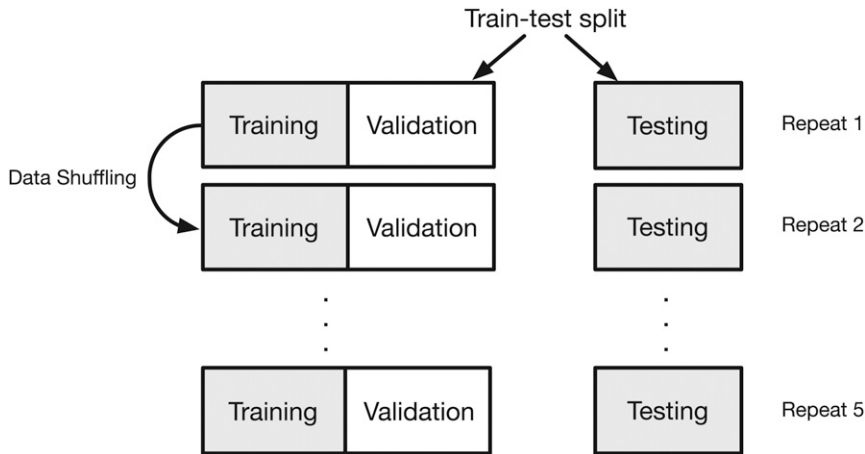 Train-test split
Training Validation Testing Repeat 1
Data Shuffling
Training Validation Testing Repeat 2
Training Validation Testing Repeat 5